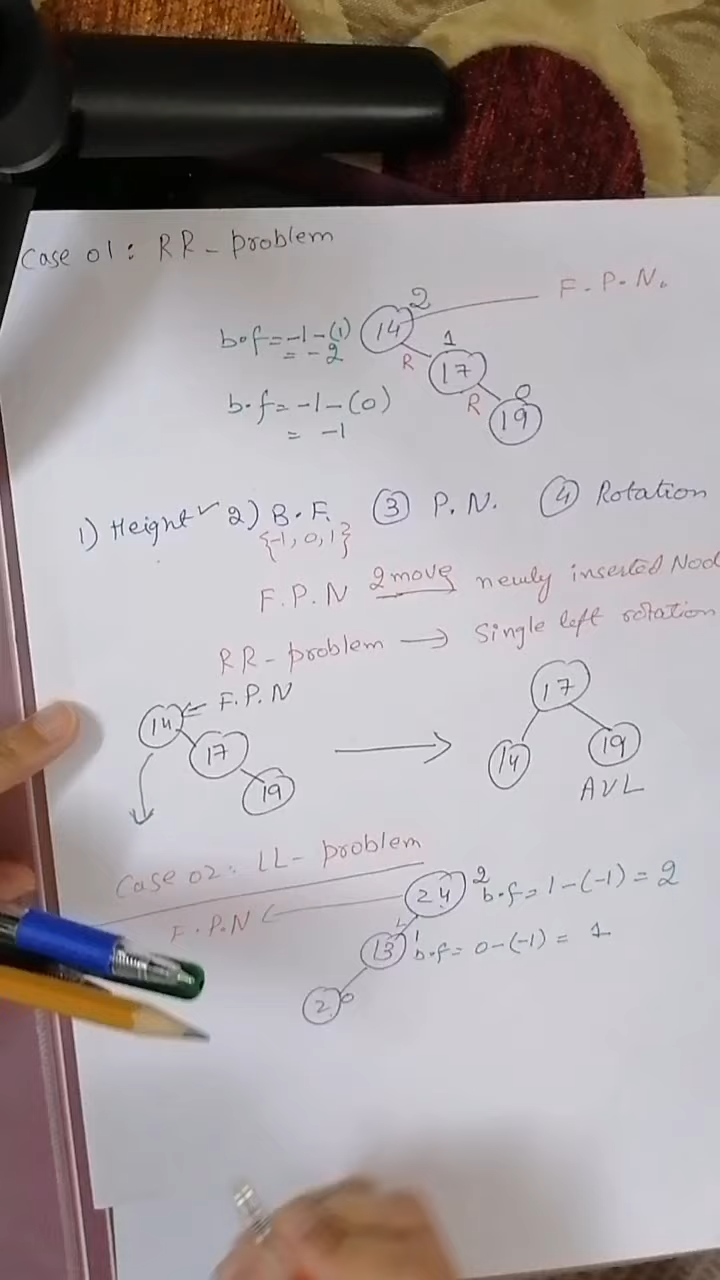 Case 01: RR-problem
F.P.N.
2
b.f = -1-(1)
= -2
14
R
1
17
b.f = -1-(0)
= -1
R
0
19
1) Height ✓ 2) B.F. ③ P.N. ④ Rotation
{-1, 0, 1}
F.P.N 2 move newly inserted Nod
RR-problem → Single left rotation
14 ← F.P.N
17
19
→
17
14
19
AVL
Case 02: LL-problem
F.P.N
24
2
b.f = 1-(-1) = 2
L
13
1
b.f = 0-(-1) = 1
2
0